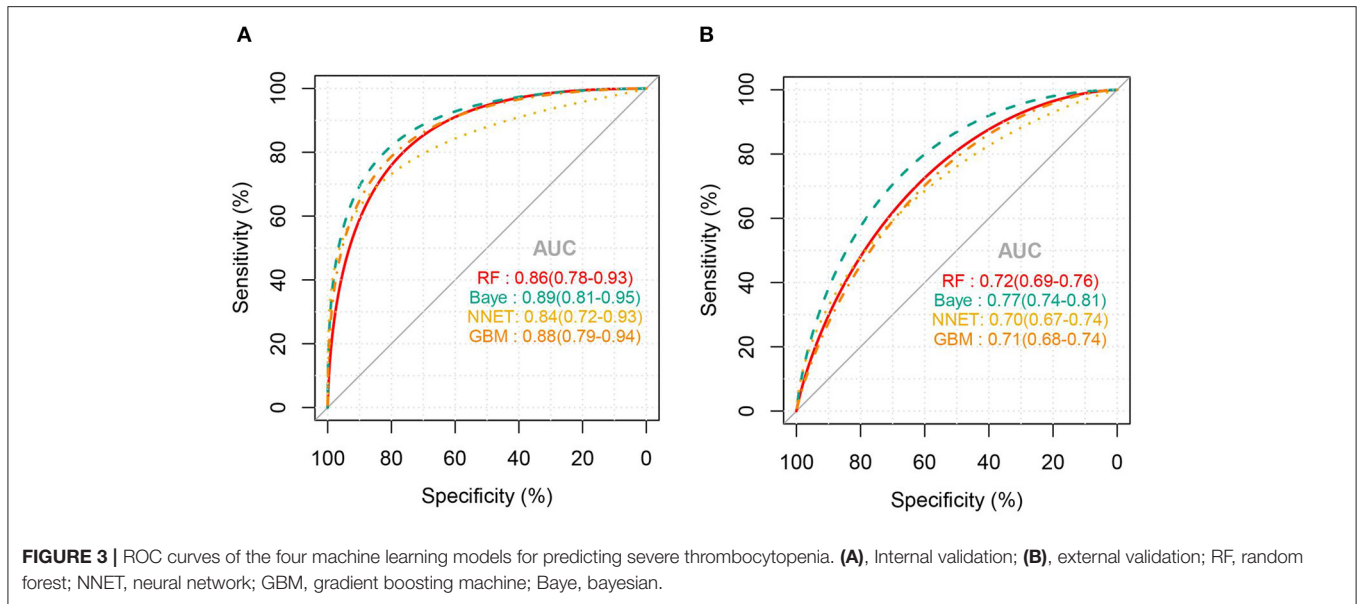 A
B
100
80
60
40
20
0
Sensitivity (%)
AUC
RF : 0.86(0.78-0.93)
Baye : 0.89(0.81-0.95)
NNET: 0.84(0.72-0.93)
GBM : 0.88(0.79-0.94)
100
80
60
40
20
0
Specificity (%)
100
80
60
40
20
0
Sensitivity (%)
AUC
RF : 0.72(0.69-0.76)
Baye : 0.77(0.74-0.81)
NNET: 0.70(0.67-0.74)
GBM : 0.71(0.68-0.74)
100
80
60
40
20
0
Specificity (%)
FIGURE 3 | ROC curves of the four machine learning models for predicting severe thrombocytopenia. (A), Internal validation; (B), external validation; RF, random
forest; NNET, neural network; GBM, gradient boosting machine; Baye, bayesian.